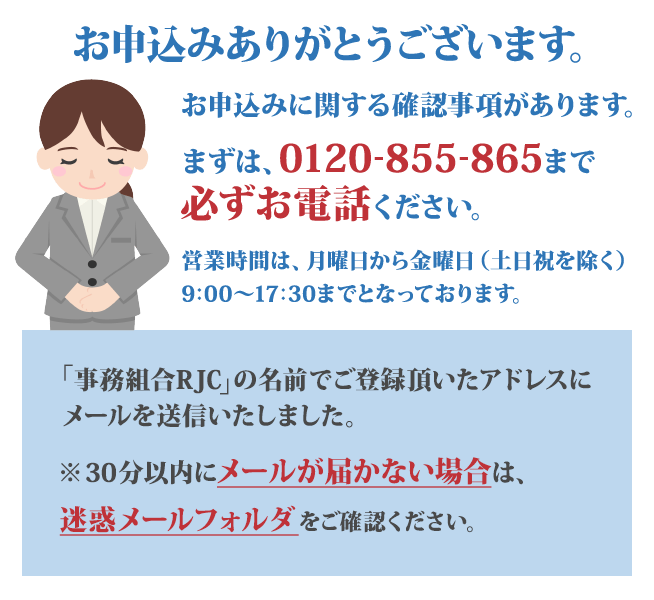 お申込みありがとうございます。
お申込みに関する確認事項があります。
まずは、0120-855-865まで
必ずお電話ください。
営業時間は、月曜日から金曜日（土日祝を除く）
9:00〜17:30までとなっております。
「事務組合RJC」の名前でご登録頂いたアドレスに
メールを送信いたしました。
※30分以内にメールが届かない場合は、
迷惑メールフォルダをご確認ください。